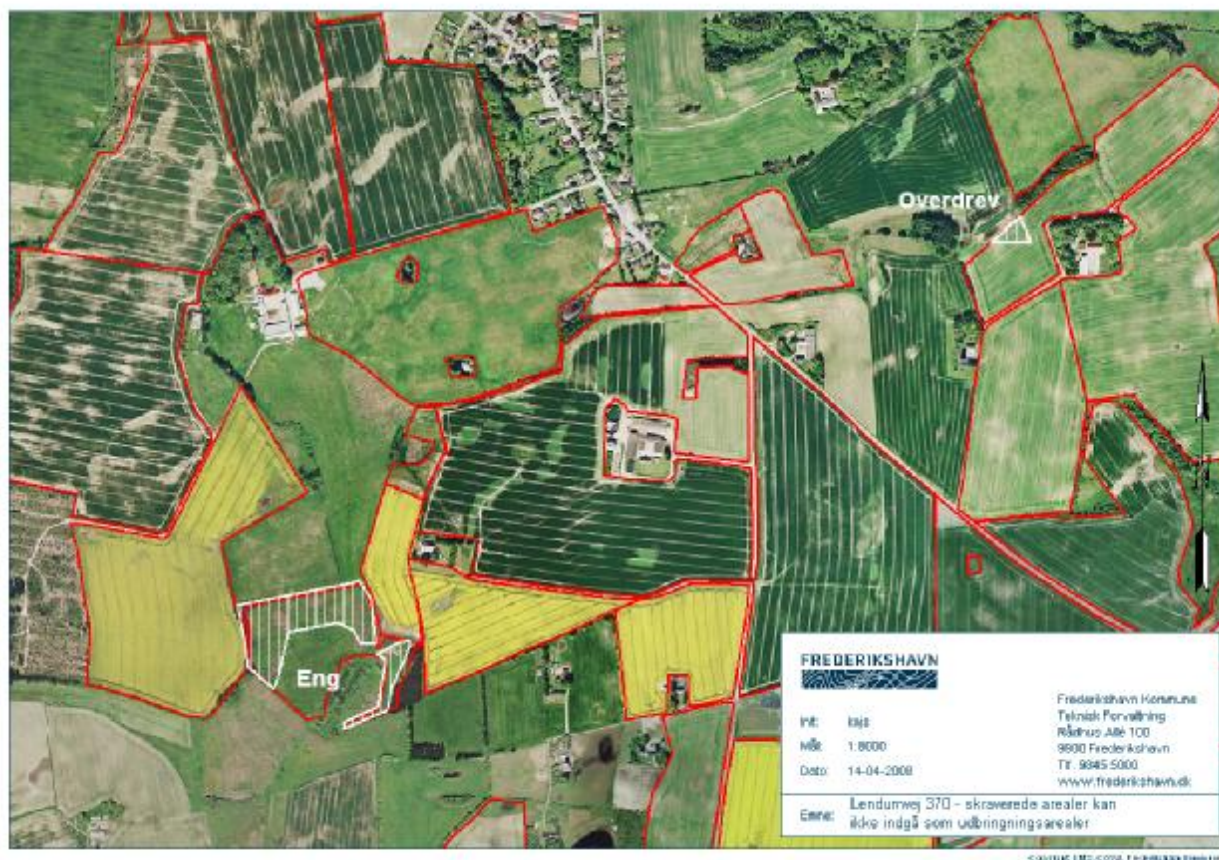 Overdrev
D
Eng
FREDERIKSHAVN
Init:
Mål: 1:8000
Dato: 14-04-2008
Frederikshavn Kommune
Teknisk Forvaltning
Rådhus Allé 100
9900 Frederikshavn
Tlf. 9845 5000
www.frederikshavn.dk
Emne: Lendumvej 370 - skraverede arealer kan
ikke indgå som udbringningsarealer